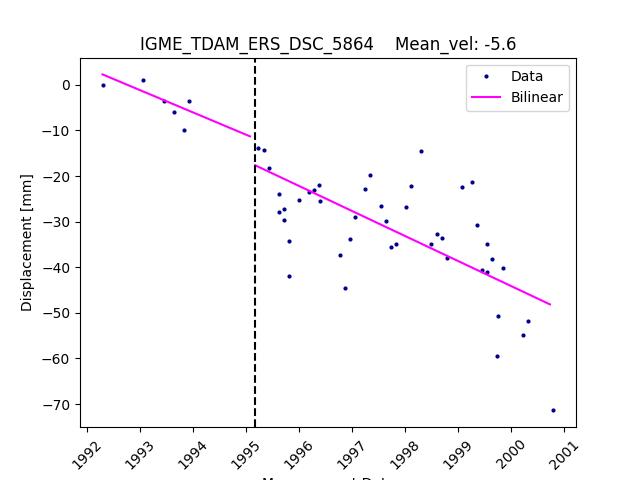 IGME_TDAM_ERS_DSC_5864    Mean_vel: -5.6
Data
Bilinear
Displacement [mm]
0
−10
−20
−30
−40
−50
−60
−70
1992 1993 1994 1995 1996 1997 1998 1999 2000 2001